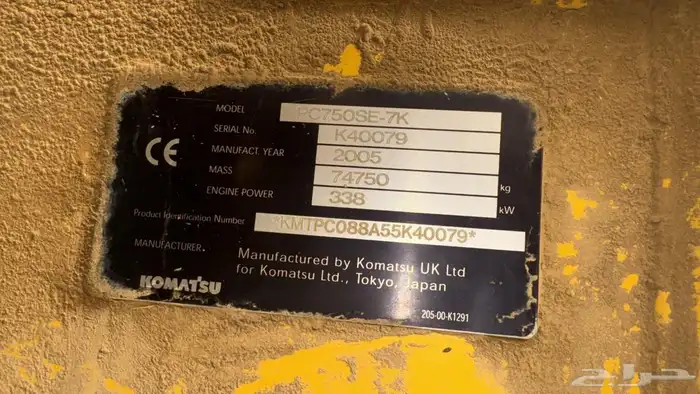 MODEL PC750SE-7K
SERIAL No. K40079
MANUFACT. YEAR 2005
MASS 74750 kg
ENGINE POWER 338 kW
Product Identification Number *KMTPC088A55K40079*
MANUFACTURER.
Manufactured by Komatsu UK Ltd
for Komatsu Ltd., Tokyo, Japan
CE
KOMATSU
205-00-K1291
حراج